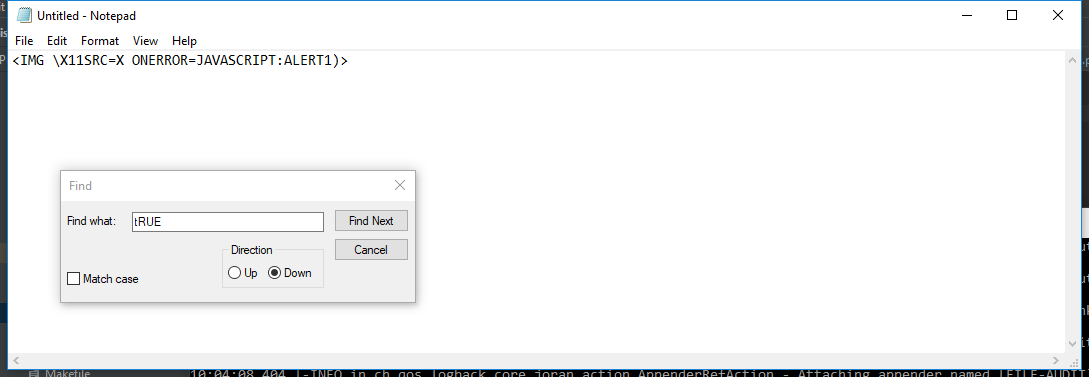 Untitled - Notepad
File Edit Format View Help
<IMG \X11SRC=X ONERROR=JAVASCRIPT:ALERT1)>
Find
Find what: tRUE Find Next
Direction Cancel
Up Down
Match case
Makefile 10:04:08,404 |-INFO in ch.qos.logback.core.joran.action.AppenderRefAction - Attaching appender named [FILE-AUDIT